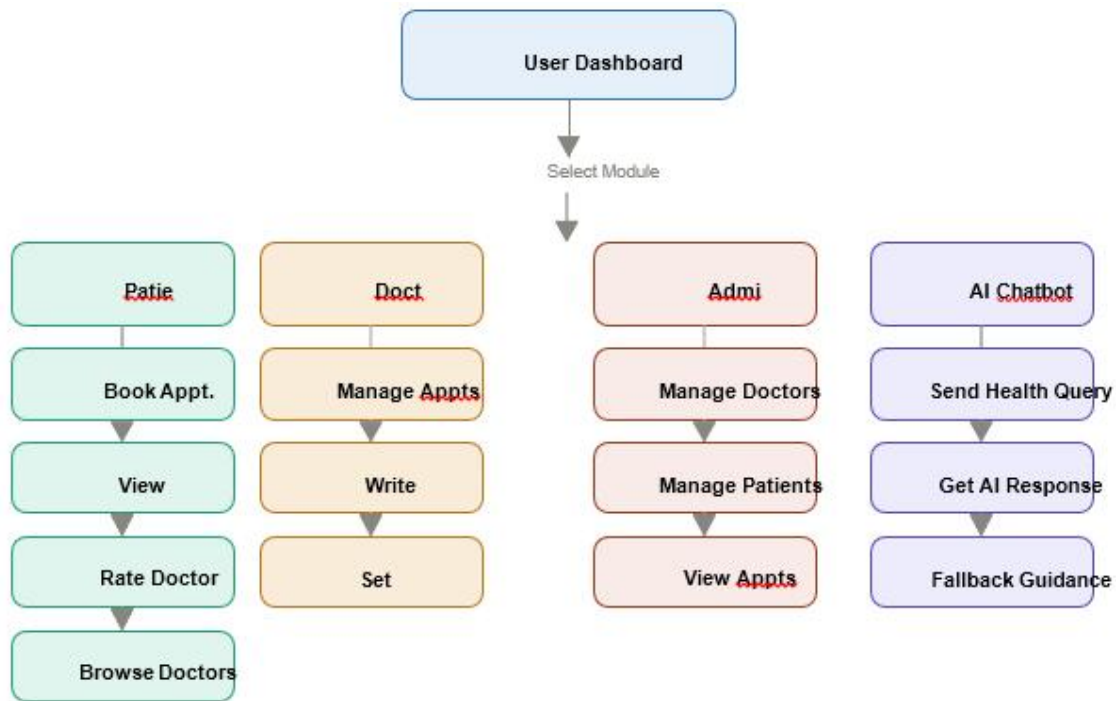 User Dashboard
Select Module
Patie
Doct
Admi
AI Chatbot
Book Appt.
Manage Appts
Manage Doctors
Send Health Query
View
Write
Manage Patients
Get AI Response
Rate Doctor
Set
View Appts
Fallback Guidance
Browse Doctors